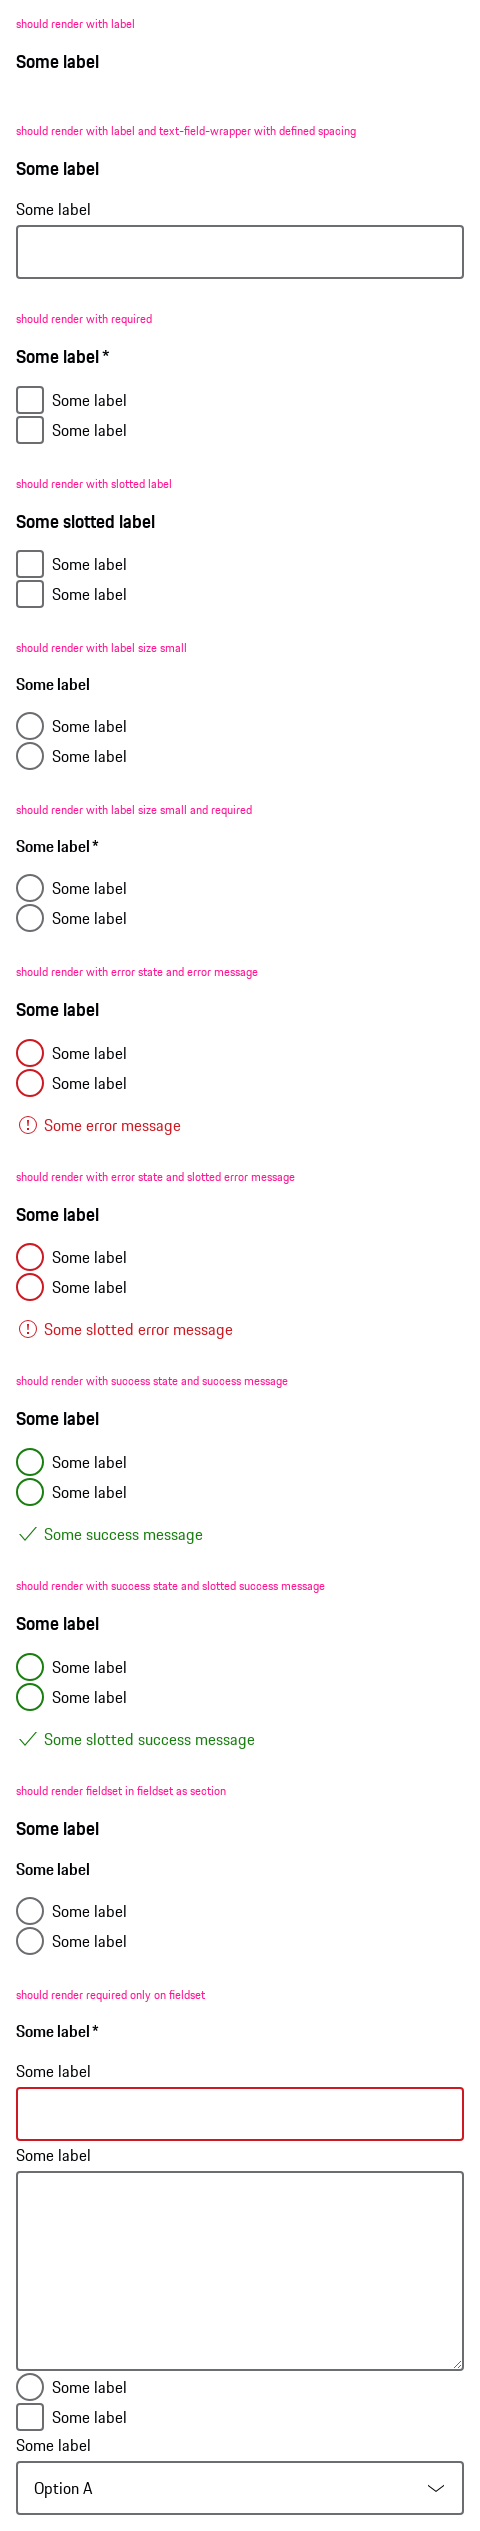 should render with label
Some label
should render with label and text-field-wrapper with defined spacing
Some label
Some label
should render with required
Some label *
Some label
Some label
should render with slotted label
Some slotted label
Some label
Some label
should render with label size small
Some label
Some label
Some label
should render with label size small and required
Some label *
Some label
Some label
should render with error state and error message
Some label
Some label
Some label
Some error message
should render with error state and slotted error message
Some label
Some label
Some label
Some slotted error message
should render with success state and success message
Some label
Some label
Some label
Some success message
should render with success state and slotted success message
Some label
Some label
Some label
Some slotted success message
should render fieldset in fieldset as section
Some label
Some label
Some label
Some label
should render required only on fieldset
Some label *
Some label
Some label
Some label
Some label
Some label
Option A